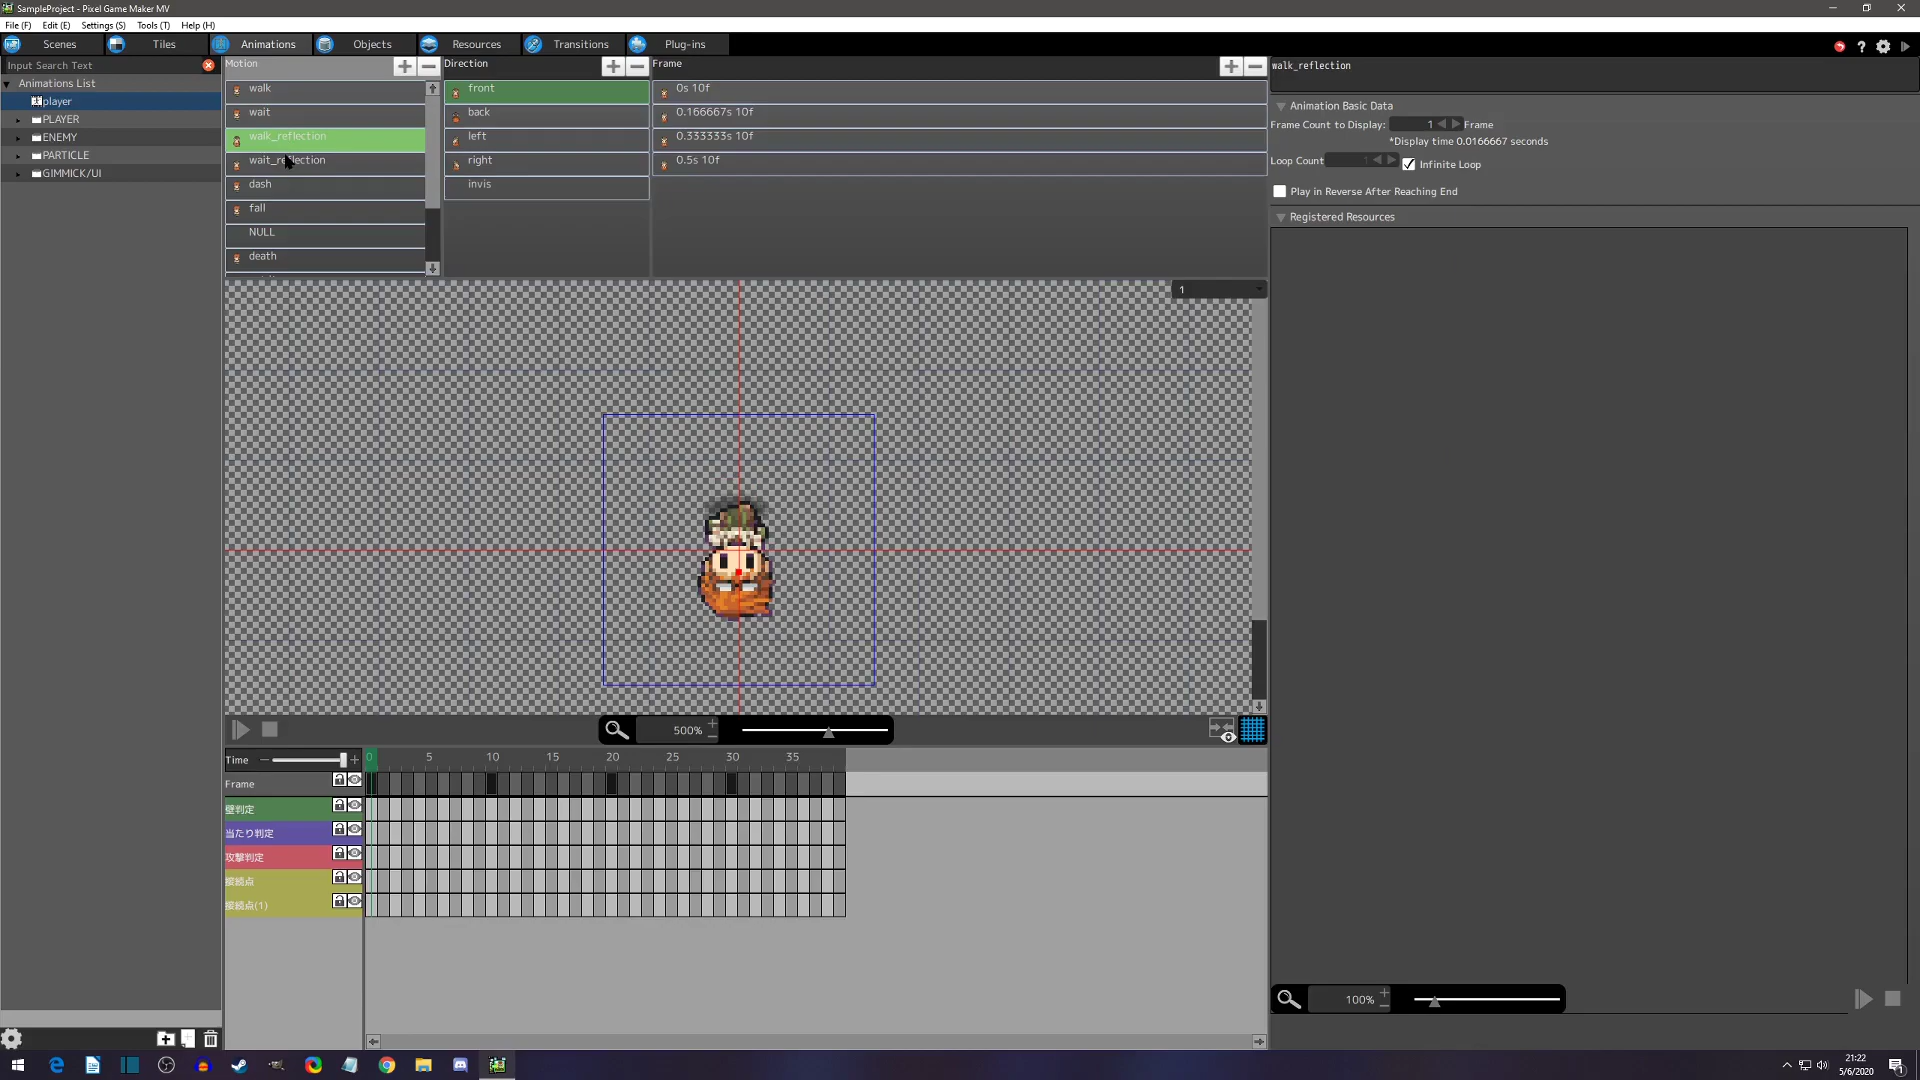 SampleProject - Pixel Game Maker MV
File (F) Edit (E) Settings (S) Tools (T) Help (H)
Scenes Tiles Animations Objects Resources Transitions Plug-ins
Input Search Text
Animations List
player
PLAYER
ENEMY
PARTICLE
GIMMICK/UI
Motion
walk
wait
walk_reflection
wait_reflection
dash
fall
NULL
death
Direction
front
back
left
right
invis
Frame
0s 10f
0.166667s 10f
0.333333s 10f
0.5s 10f
walk_reflection
Animation Basic Data
Frame Count to Display: 1 Frame
*Display time 0.0166667 seconds
Loop Count 1 Infinite Loop
Play in Reverse After Reaching End
Registered Resources
1
500%
Time 0 5 10 15 20 25 30 35
Frame
壁判定
当たり判定
攻撃判定
接続点
接続点(1)
100%
21:22
5/6/2020